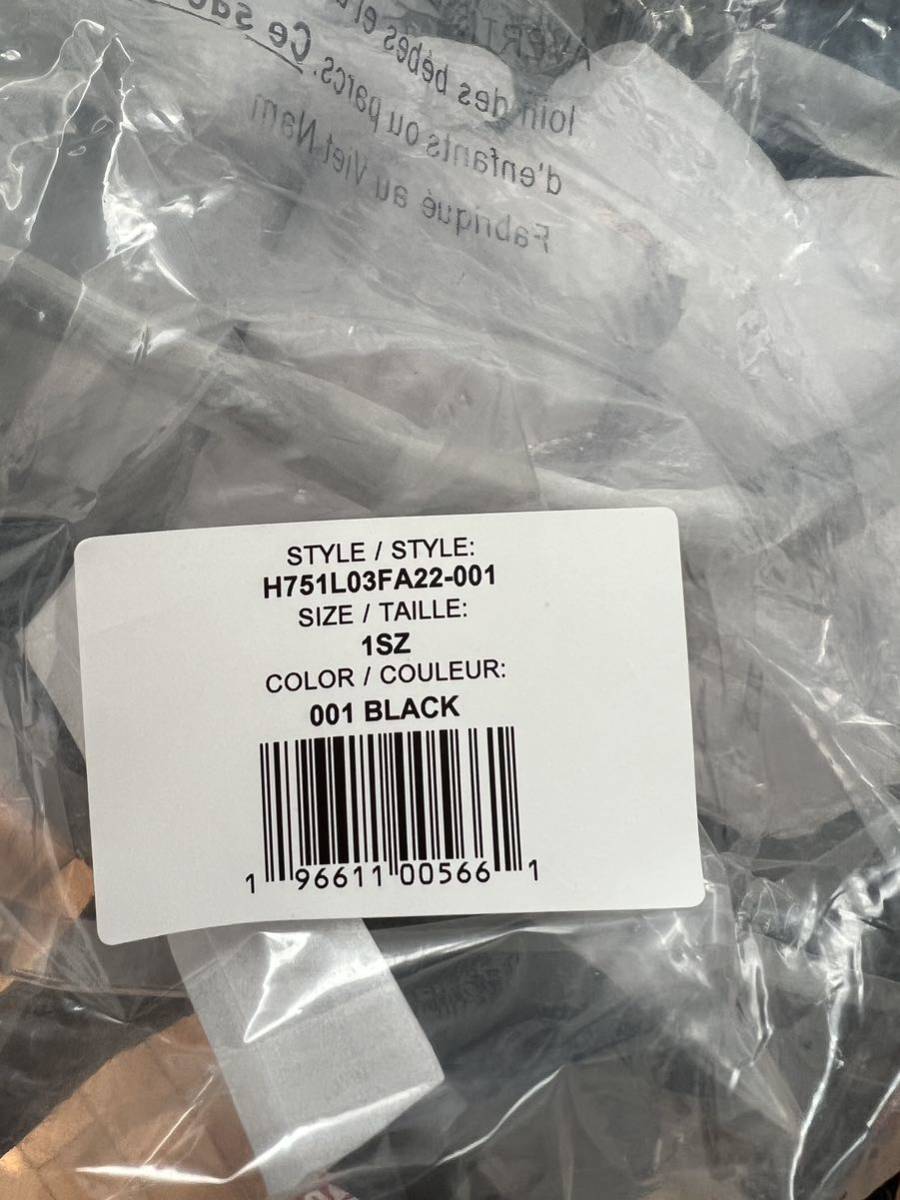 AVERTI
loin des bébés et
d'enfants ou parcs. Ce sac
Fabriqué au Viet Nam
STYLE / STYLE:
H751L03FA22-001
SIZE / TAILLE:
1SZ
COLOR / COULEUR:
001 BLACK
1 96611 00566 1